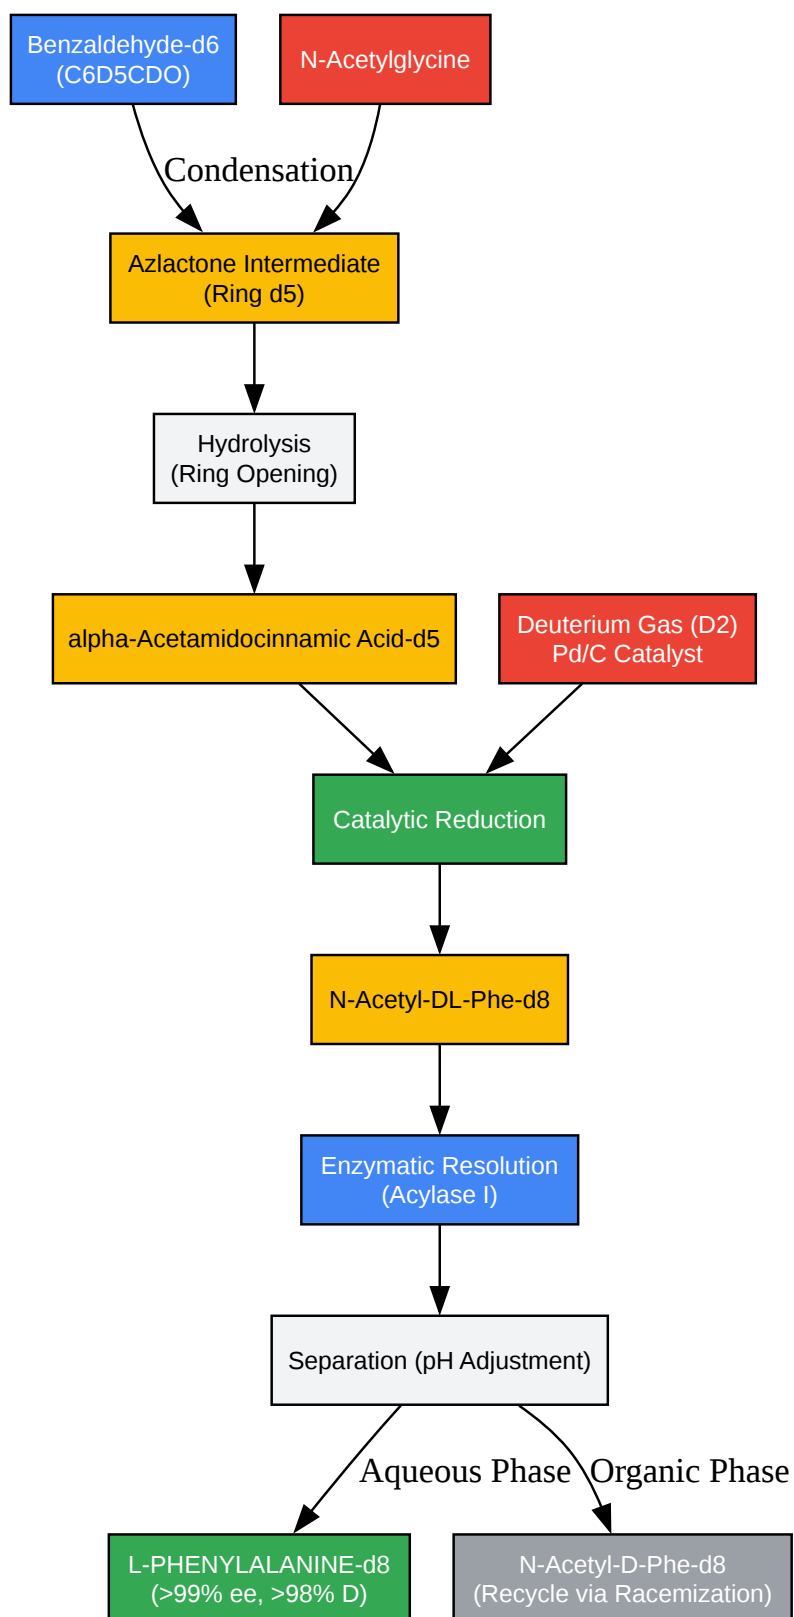 Benzaldehyde-d6
(C6D5CDO)
N-Acetylglycine
Condensation
Azlactone Intermediate
(Ring d5)
Hydrolysis
(Ring Opening)
alpha-Acetamidocinnamic Acid-d5
Deuterium Gas (D2)
Pd/C Catalyst
Catalytic Reduction
N-Acetyl-DL-Phe-d8
Enzymatic Resolution
(Acylase I)
Separation (pH Adjustment)
Aqueous Phase
Organic Phase
L-PHENYLALANINE-d8
(>99% ee, >98% D)
N-Acetyl-D-Phe-d8
(Recycle via Racemization)